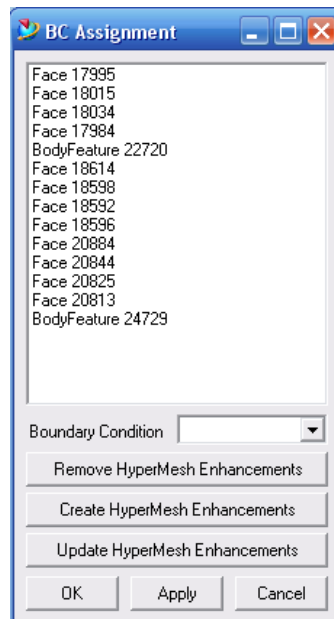 BC Assignment
Face 17995
Face 18015
Face 18034
Face 17984
BodyFeature 22720
Face 18614
Face 18598
Face 18592
Face 18596
Face 20884
Face 20844
Face 20825
Face 20813
BodyFeature 24729
Boundary Condition
Remove HyperMesh Enhancements
Create HyperMesh Enhancements
Update HyperMesh Enhancements
OK Apply Cancel